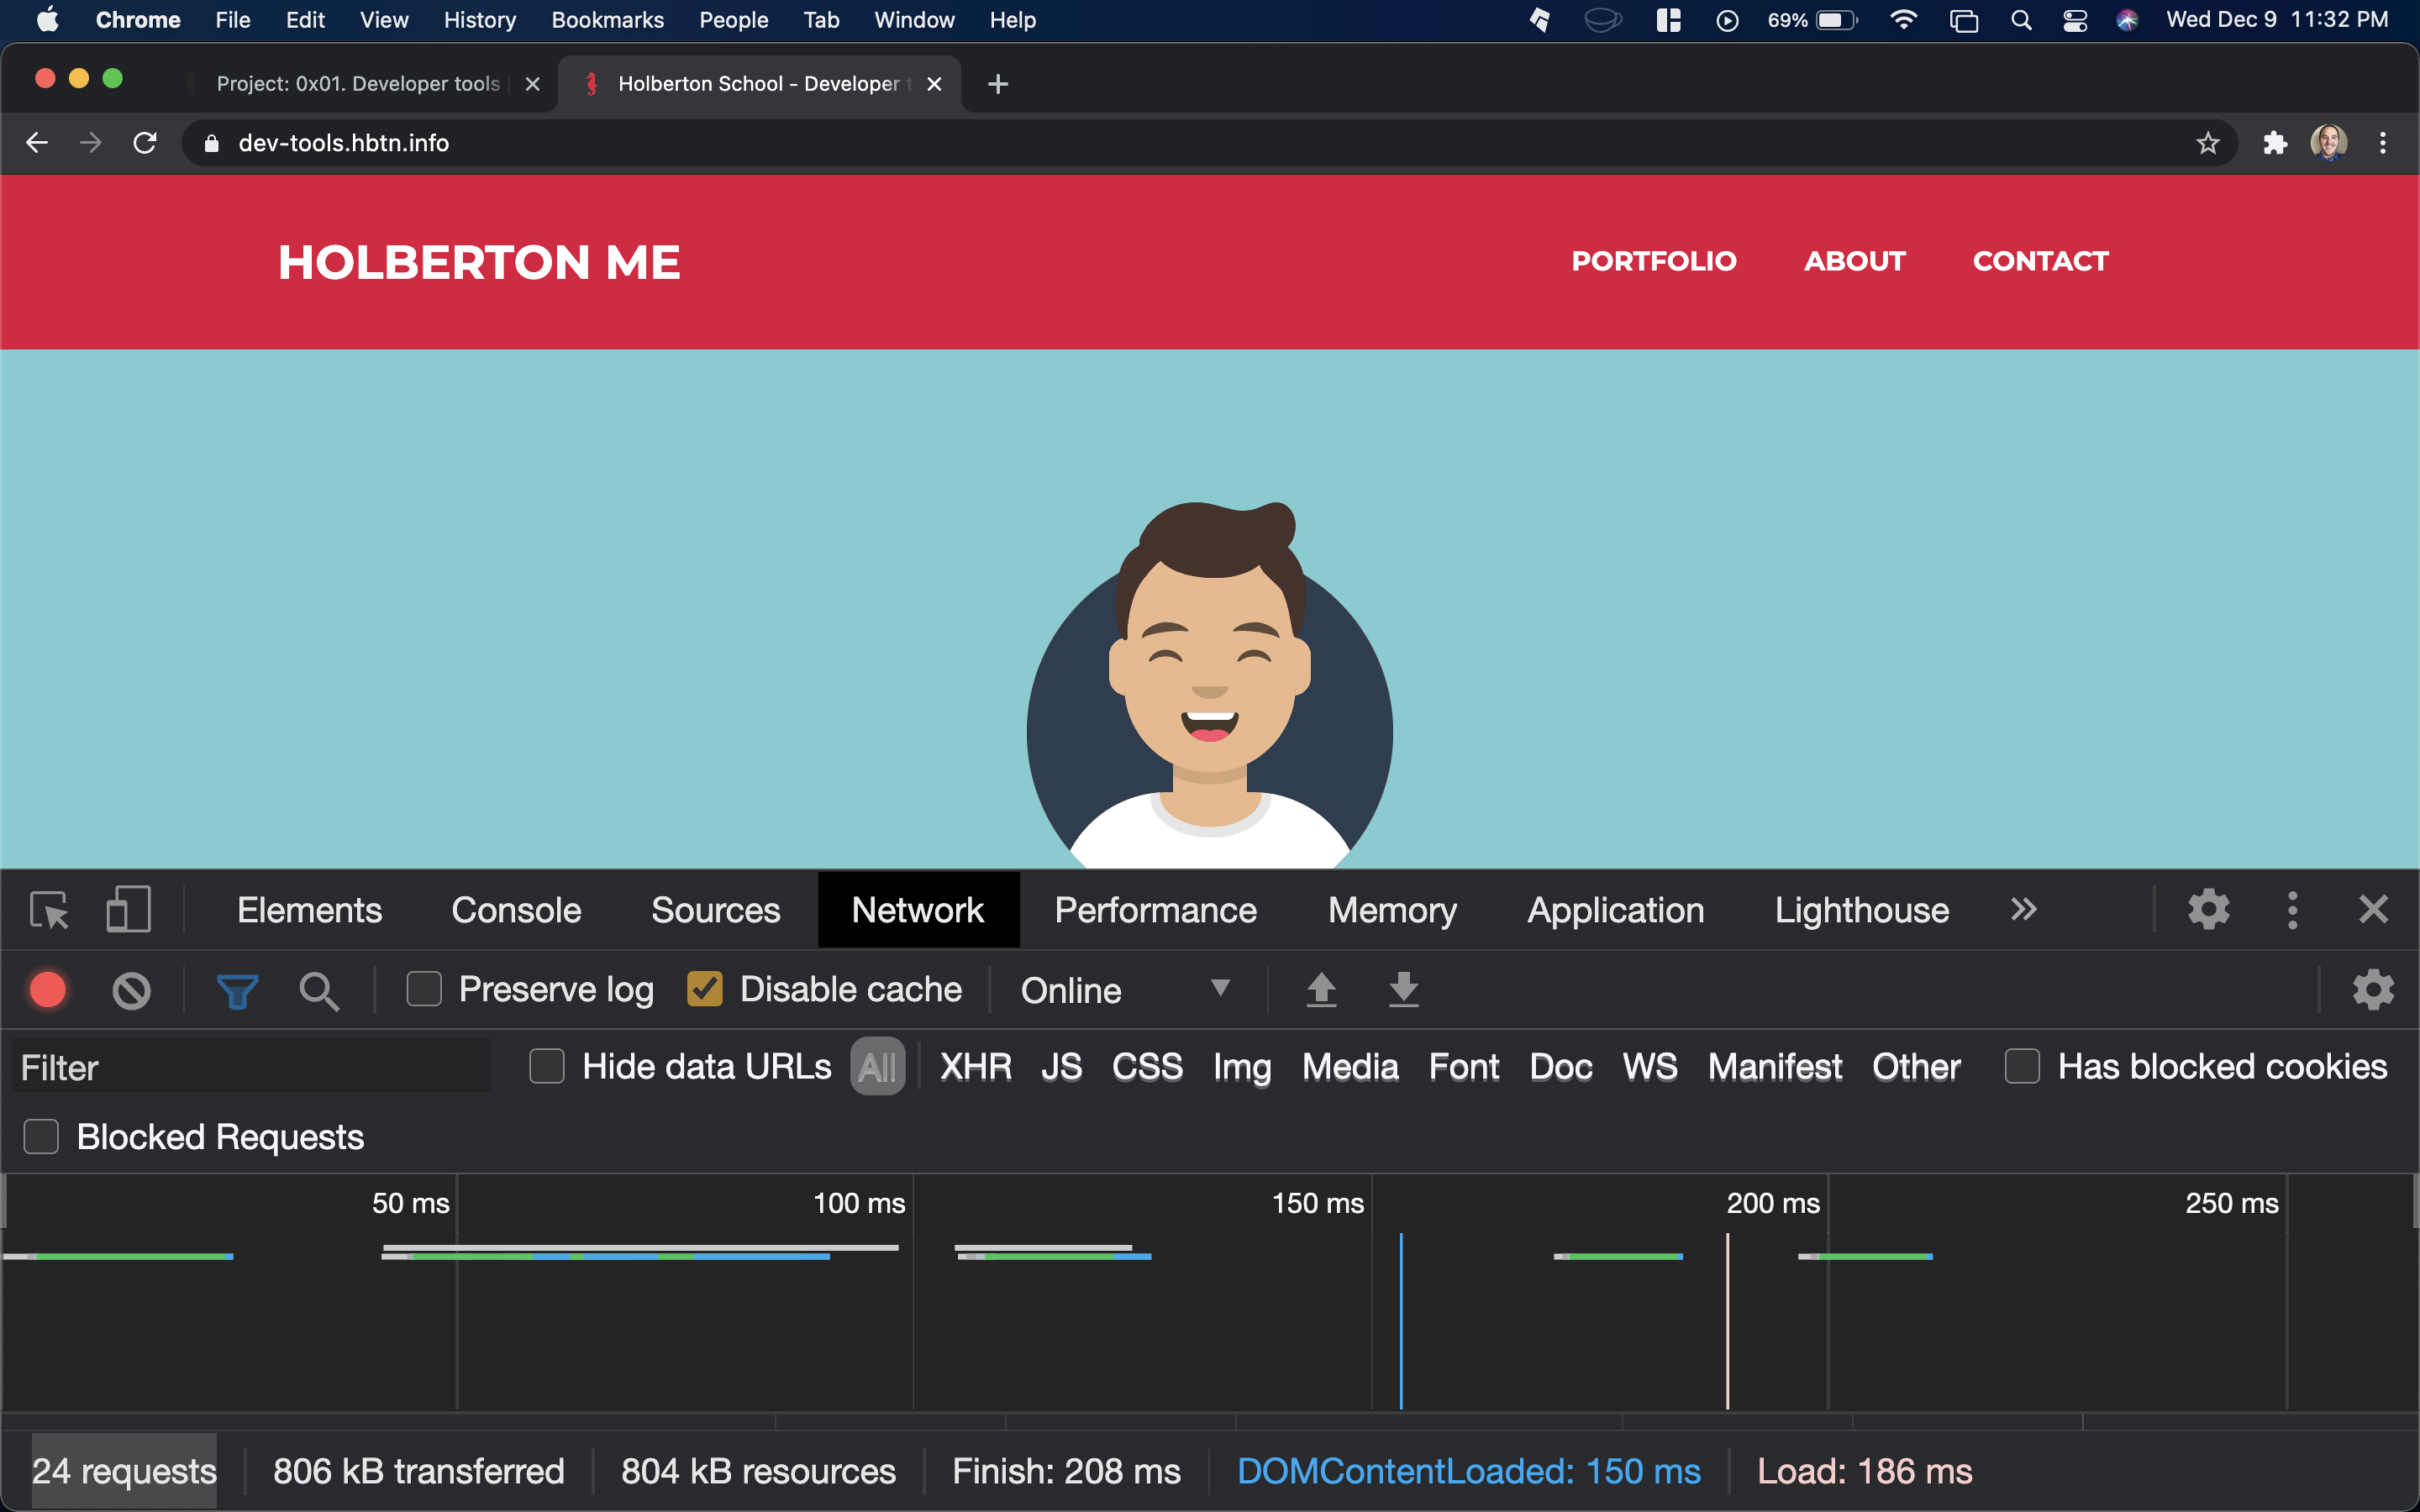 Chrome File Edit View History Bookmarks People Tab Window Help 69% Wed Dec 9 11:32 PM
Project: 0x01. Developer tools Holberton School - Developer t
dev-tools.hbtn.info
HOLBERTON ME PORTFOLIO ABOUT CONTACT
Elements Console Sources Network Performance Memory Application Lighthouse
Preserve log Disable cache Online
Filter Hide data URLs All XHR JS CSS Img Media Font Doc WS Manifest Other Has blocked cookies
Blocked Requests
50 ms 100 ms 150 ms 200 ms 250 ms
24 requests 806 kB transferred 804 kB resources Finish: 208 ms DOMContentLoaded: 150 ms Load: 186 ms